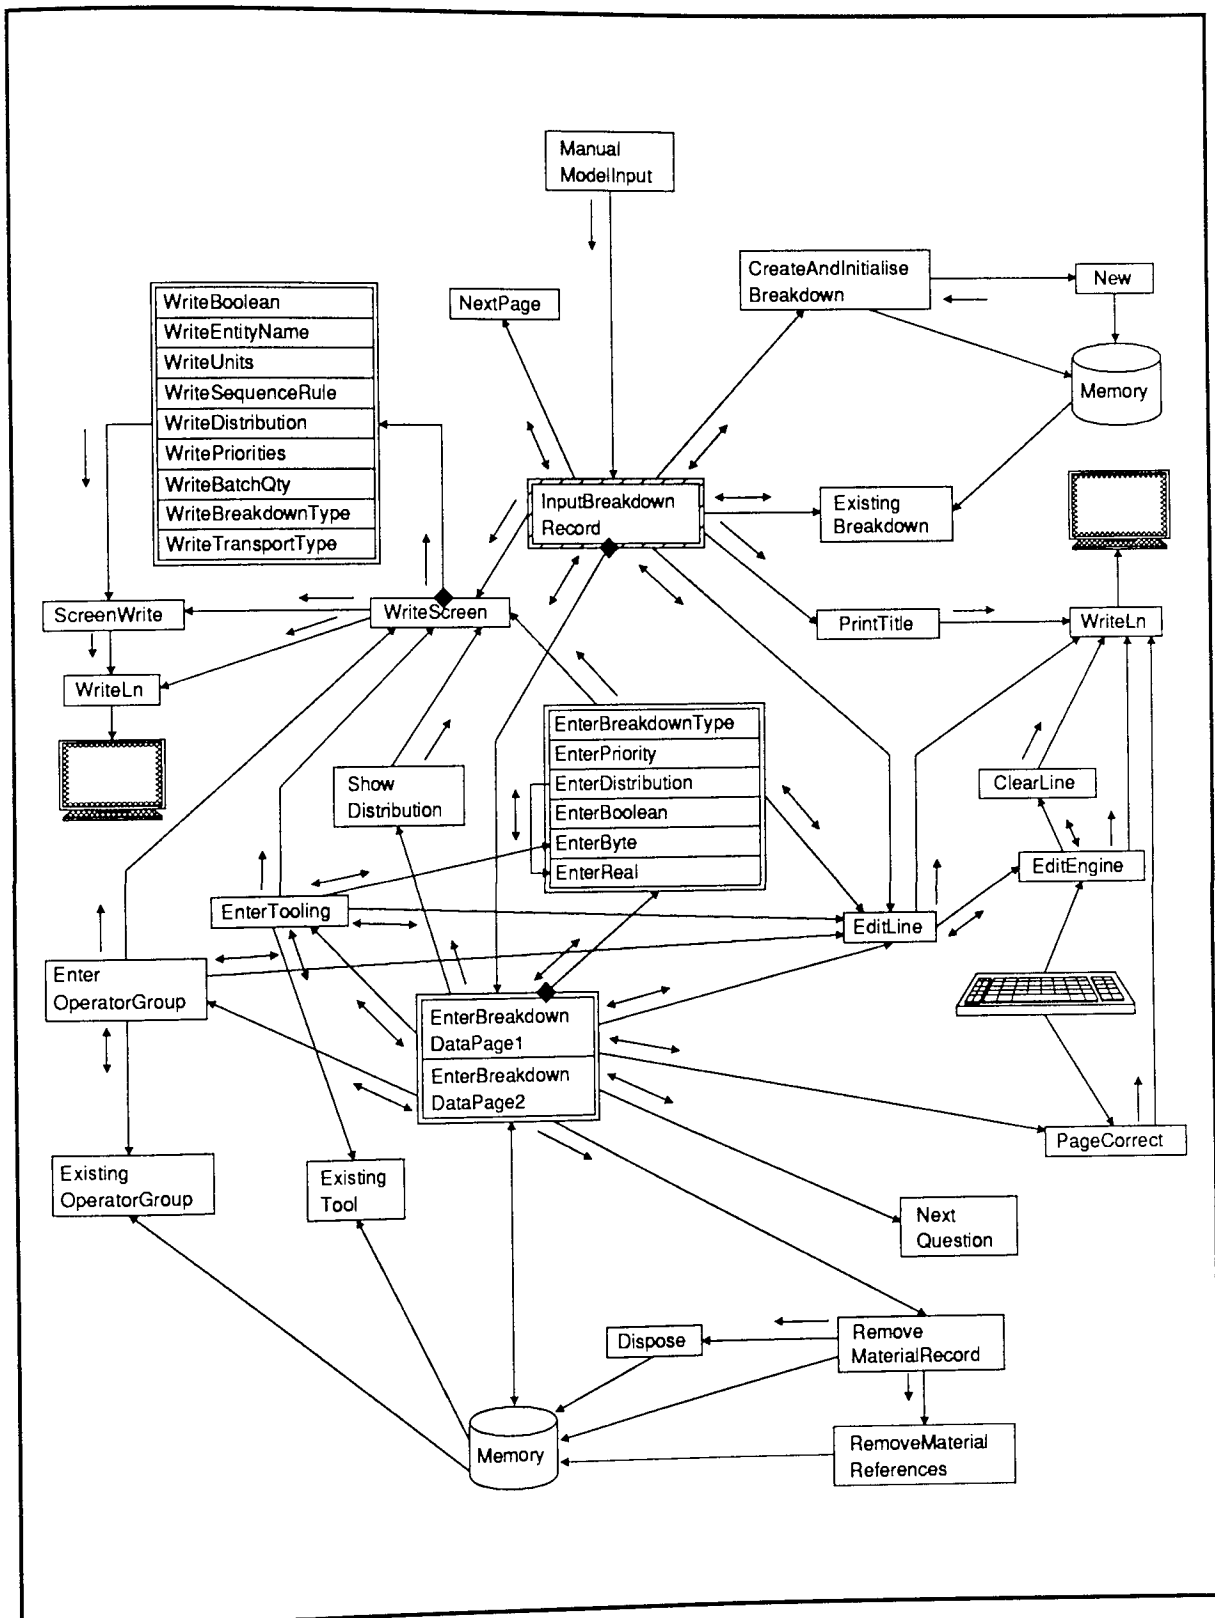 Manual
ModelInput
CreateAndInitialise
Breakdown
New
NextPage
WriteBoolean
WriteEntityName
WriteUnits
WriteSequenceRule
WriteDistribution
WritePriorities
WriteBatchQty
WriteBreakdownType
WriteTransportType
Memory
InputBreakdown
Record
Existing
Breakdown
ScreenWrite
WriteScreen
PrintTitle
WriteLn
WriteLn
EnterBreakdownType
EnterPriority
EnterDistribution
EnterBoolean
EnterByte
EnterReal
Show
Distribution
ClearLine
EditEngine
EnterTooling
EditLine
Enter
OperatorGroup
EnterBreakdown
DataPage1
EnterBreakdown
DataPage2
PageCorrect
Existing
OperatorGroup
Existing
Tool
Next
Question
Dispose
Remove
MaterialRecord
Memory
RemoveMaterial
References